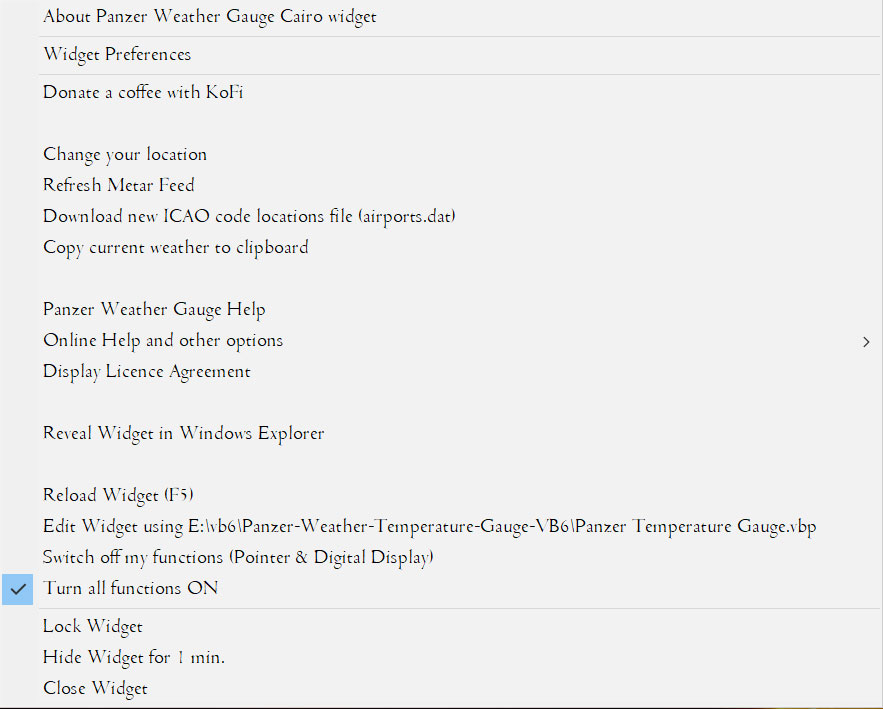 About Panzer Weather Gauge Cairo widget
Widget Preferences
Donate a coffee with KoFi
Change your location
Refresh Metar Feed
Download new ICAO code locations file (airports.dat)
Copy current weather to clipboard
Panzer Weather Gauge Help
Online Help and other options
Display Licence Agreement
Reveal Widget in Windows Explorer
Reload Widget (F5)
Edit Widget using E:\vb6\Panzer-Weather-Temperature-Gauge-VB6\Panzer Temperature Gauge.vbp
Switch off my functions (Pointer & Digital Display)
Turn all functions ON
Lock Widget
Hide Widget for 1 min.
Close Widget